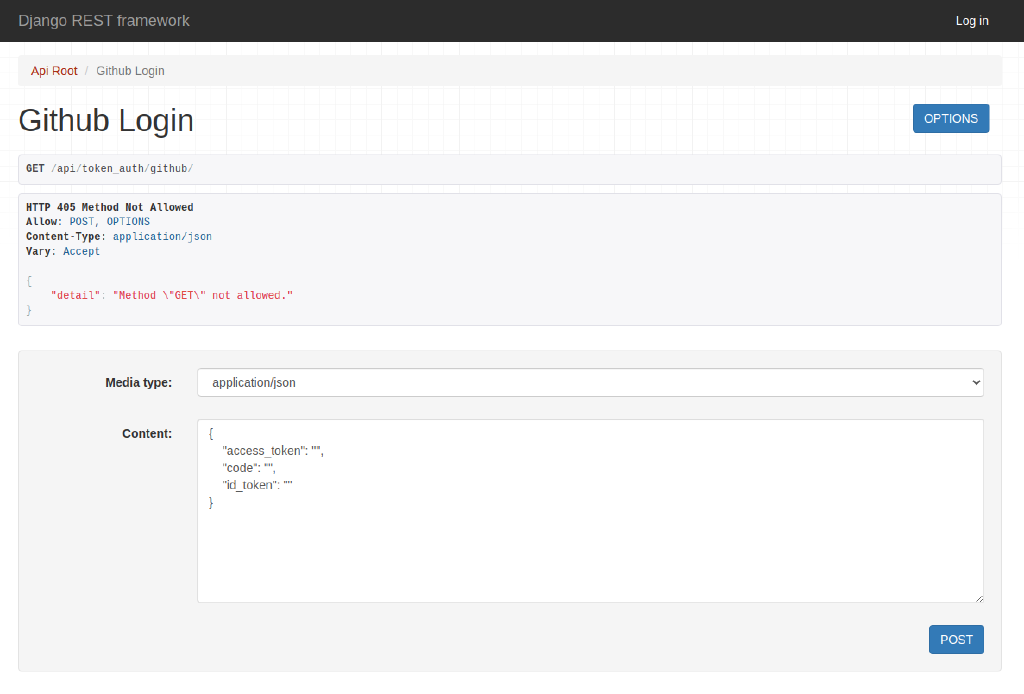 Django REST framework
Log in
Api Root / Github Login
Github Login
OPTIONS
GET /api/token_auth/github/
HTTP 405 Method Not Allowed
Allow: POST, OPTIONS
Content-Type: application/json
Vary: Accept
{
    "detail": "Method \"GET\" not allowed."
}
Media type:
application/json
Content:
{
    "access_token": "",
    "code": "",
    "id_token": ""
}
POST